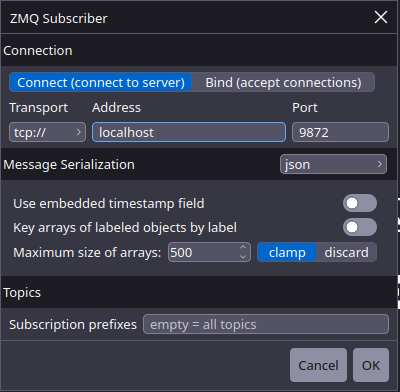 ZMQ Subscriber
Connection
Connect (connect to server) Bind (accept connections)
Transport Address Port
tcp:// localhost 9872
Message Serialization json
Use embedded timestamp field
Key arrays of labeled objects by label
Maximum size of arrays: 500 clamp discard
Topics
Subscription prefixes empty = all topics
Cancel OK